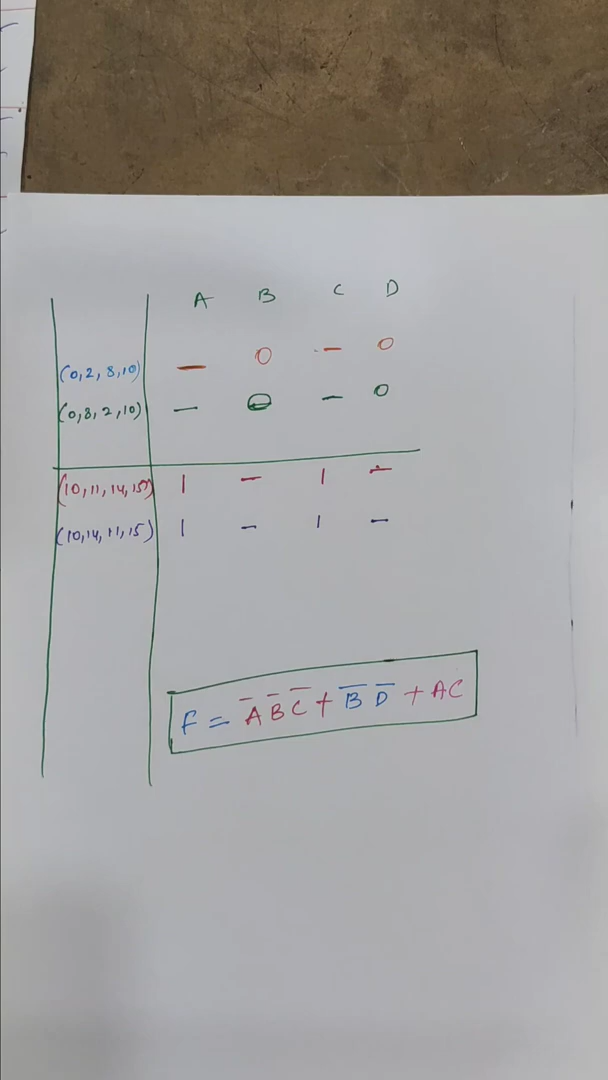 A B C D
(0,2,8,10) — 0 — 0
(0,8,2,10) — 0 — 0
(10,11,14,15) 1 — 1 —
(10,14,11,15) 1 — 1 —
F = A̅ B̅ C̅ + B̅ D̅ + AC